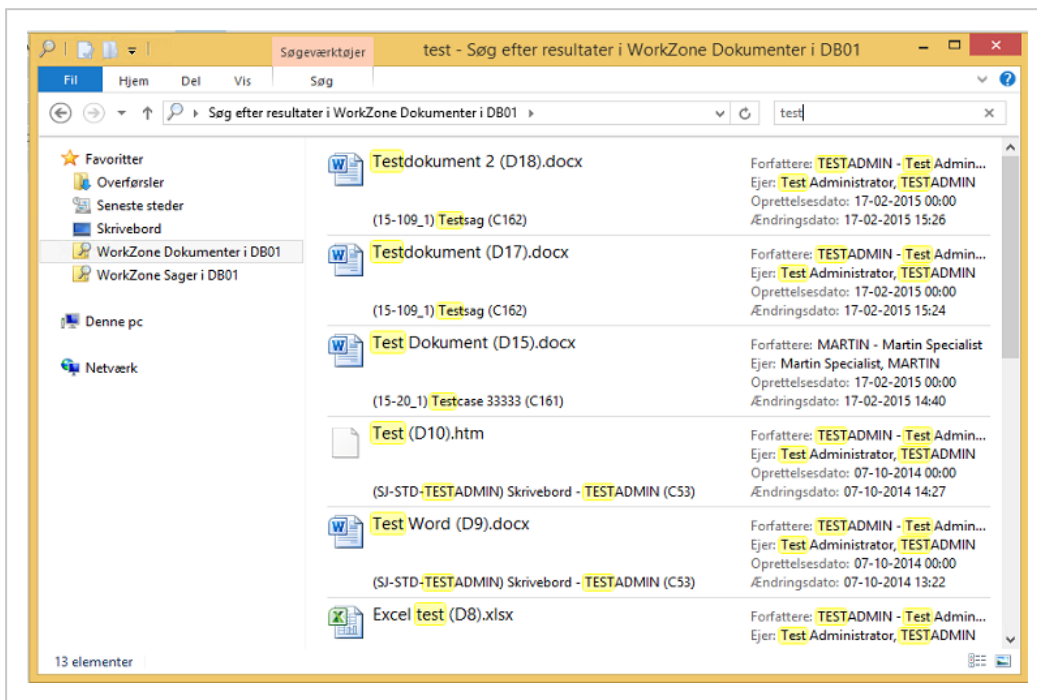 Søgeværktøjer
test - Søg efter resultater i WorkZone Dokumenter i DB01
Fil Hjem Del Vis Søg
Søg efter resultater i WorkZone Dokumenter i DB01
test
Favoritter
Overførsler
Seneste steder
Skrivebord
WorkZone Dokumenter i DB01
WorkZone Sager i DB01
Denne pc
Netværk
Testdokument 2 (D18).docx
(15-109_1) Testsag (C162)
Forfattere: TESTADMIN - Test Admin...
Ejer: Test Administrator, TESTADMIN
Oprettelsesdato: 17-02-2015 00:00
Ændringsdato: 17-02-2015 15:26
Testdokument (D17).docx
(15-109_1) Testsag (C162)
Forfattere: TESTADMIN - Test Admin...
Ejer: Test Administrator, TESTADMIN
Oprettelsesdato: 17-02-2015 00:00
Ændringsdato: 17-02-2015 15:24
Test Dokument (D15).docx
(15-20_1) Testcase 33333 (C161)
Forfattere: MARTIN - Martin Specialist
Ejer: Martin Specialist, MARTIN
Oprettelsesdato: 17-02-2015 00:00
Ændringsdato: 17-02-2015 14:40
Test (D10).htm
(SJ-STD-TESTADMIN) Skrivebord - TESTADMIN (C53)
Forfattere: TESTADMIN - Test Admin...
Ejer: Test Administrator, TESTADMIN
Oprettelsesdato: 07-10-2014 00:00
Ændringsdato: 07-10-2014 14:27
Test Word (D9).docx
(SJ-STD-TESTADMIN) Skrivebord - TESTADMIN (C53)
Forfattere: TESTADMIN - Test Admin...
Ejer: Test Administrator, TESTADMIN
Oprettelsesdato: 07-10-2014 00:00
Ændringsdato: 07-10-2014 13:22
Excel test (D8).xlsx
Forfattere: TESTADMIN - Test Admin...
Ejer: Test Administrator, TESTADMIN
13 elementer